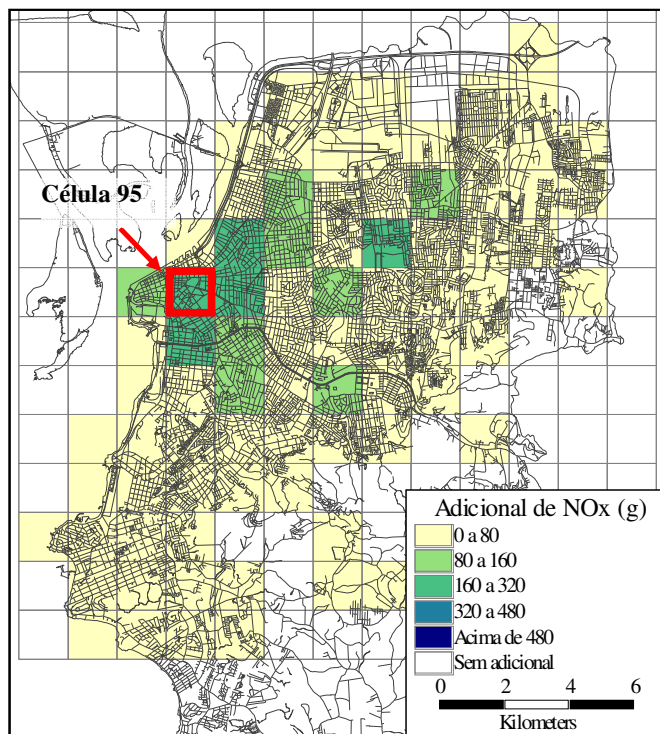 Célula 95
Adicional de NOx (g)
0 a 80
80 a 160
160 a 320
320 a 480
Acima de 480
Sem adicional
0 2 4 6
Kilometers